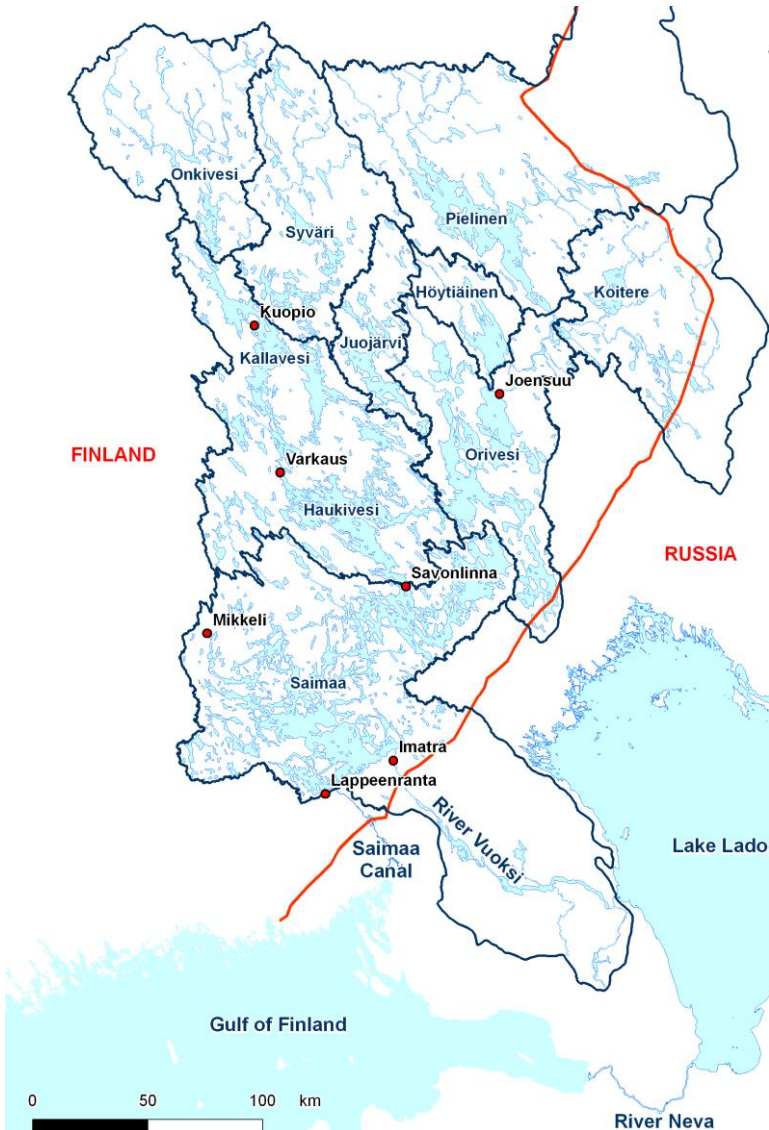 Onkivesi
Syväri
Pielinen
Höytiäinen
Koitere
Kuopio
Juojärvi
Kallavesi
Joensuu
FINLAND
Varkaus
Orivesi
Haukivesi
RUSSIA
Savonlinna
Mikkeli
Saimaa
Imatra
Lappeenranta
River Vuoksi
Saimaa
Canal
Lake Lado
Gulf of Finland
0 50 100 km
River Neva